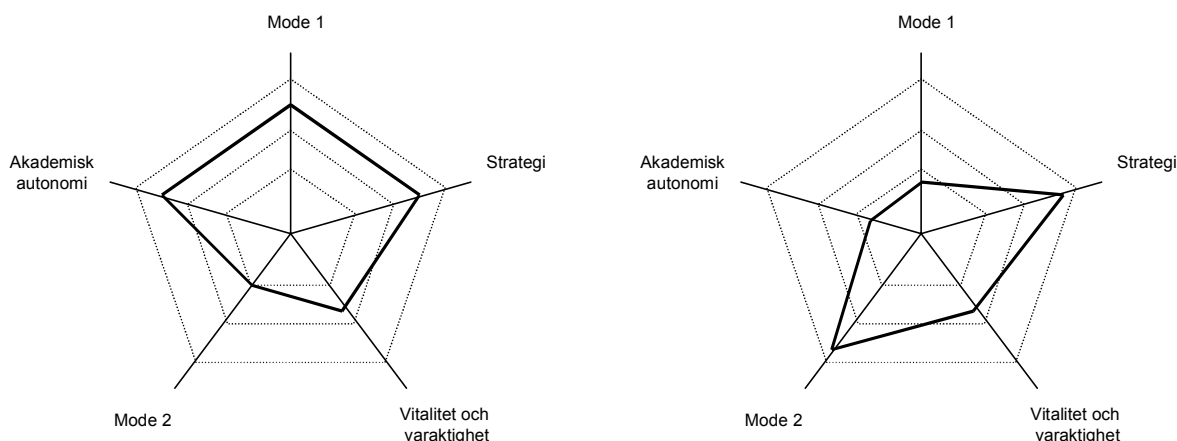 Mode 1
Strategi
Vitalitet och
varaktighet
Mode 2
Akademisk
autonomi
Mode 1
Strategi
Vitalitet och
varaktighet
Mode 2
Akademisk
autonomi